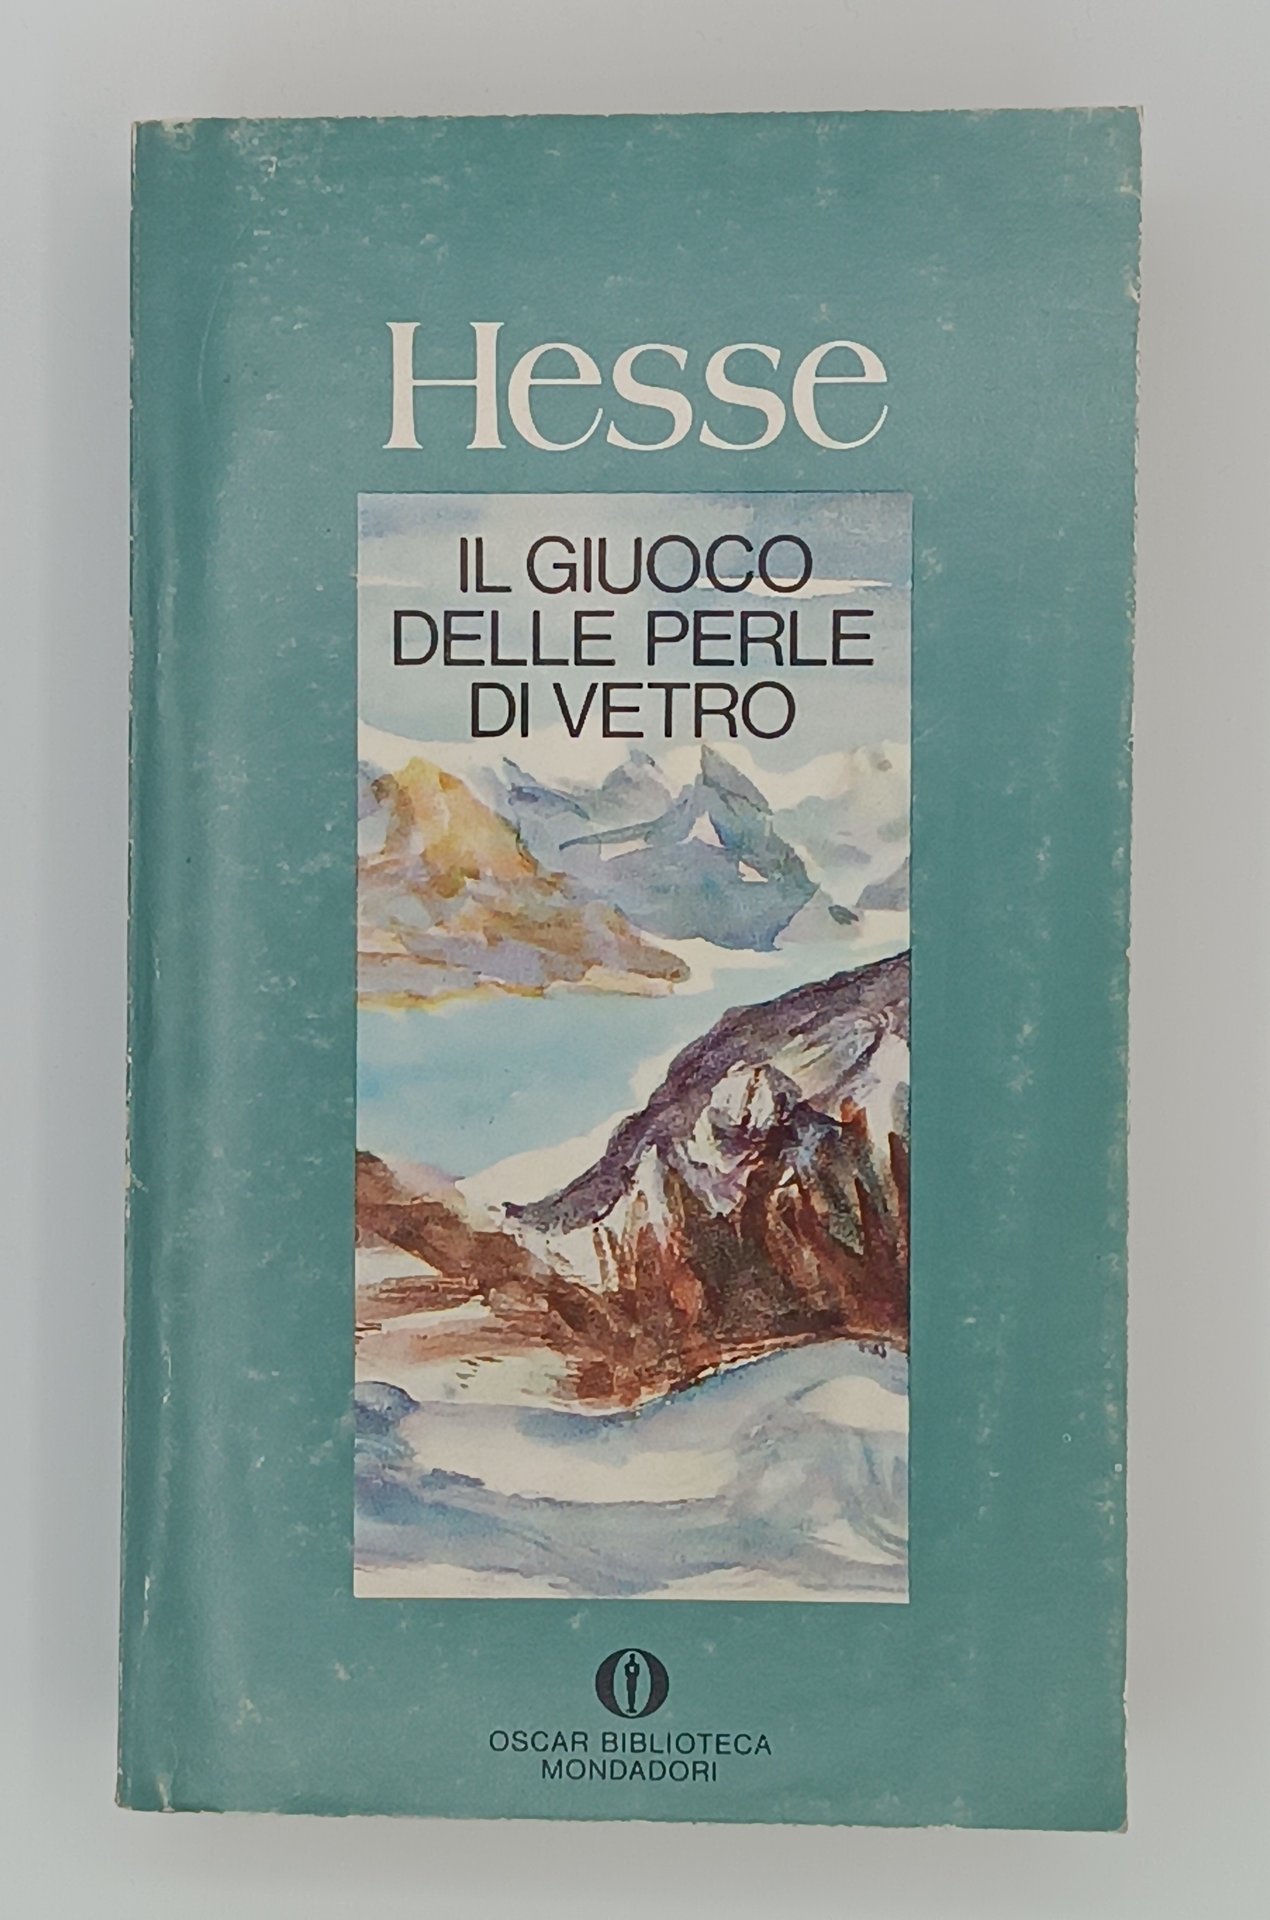 Hesse
IL GIUOCO
DELLE PERLE
DI VETRO
OSCAR BIBLIOTECA
MONDADORI